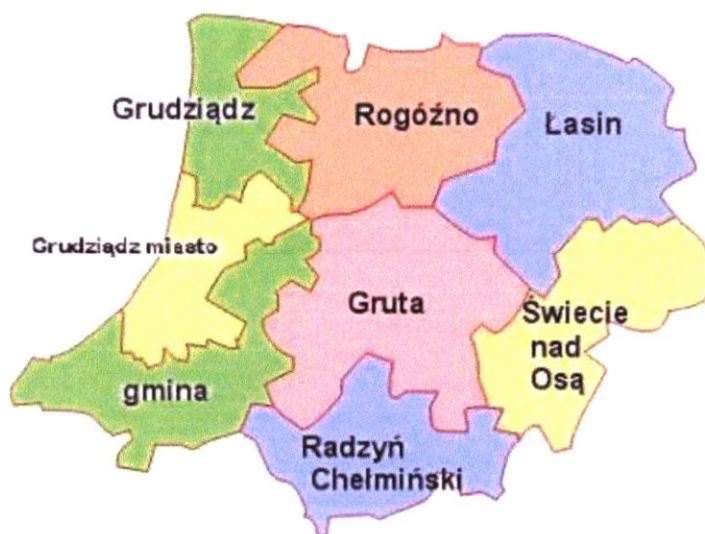 Grudziądz
Rogóźno
Łasin
Grudziądz miasto
Gruta
Świecie
nad
Osą
gmina
Radzyń
Chełmiński